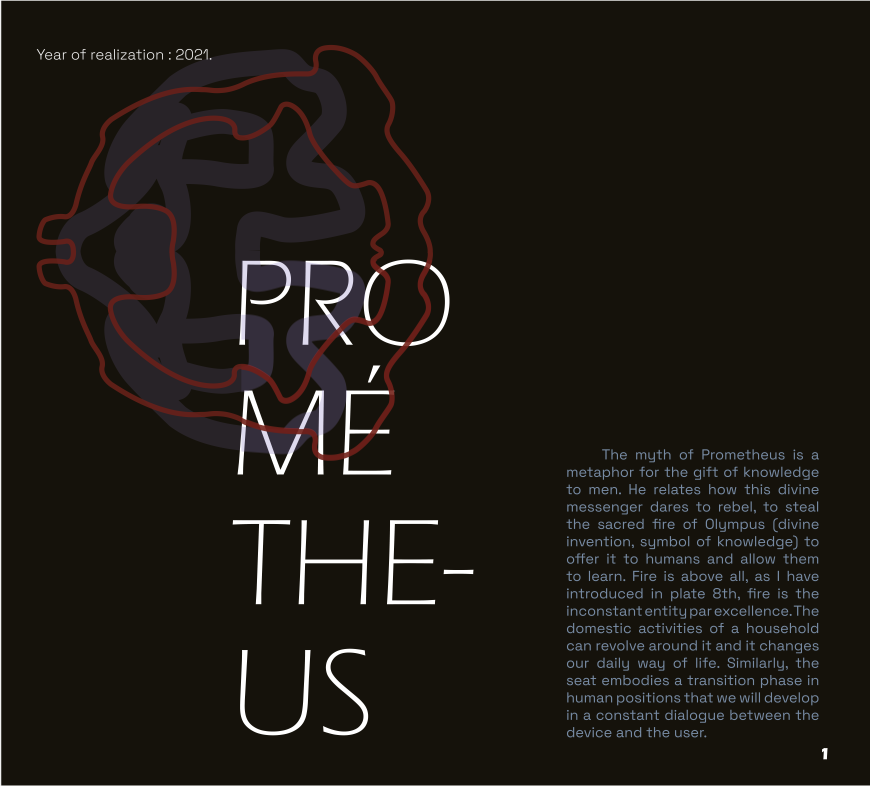 Year of realization : 2021.
PRO
MÉ
THE-
US
The myth of Prometheus is a
metaphor for the gift of knowledge
to men. He relates how this divine
messenger dares to rebel, to steal
the sacred fire of Olympus (divine
invention, symbol of knowledge) to
offer it to humans and allow them
to learn. Fire is above all, as I have
introduced in plate 8th, fire is the
inconstant entity par excellence. The
domestic activities of a household
can revolve around it and it changes
our daily way of life. Similarly, the
seat embodies a transition phase in
human positions that we will develop
in a constant dialogue between the
device and the user.
1